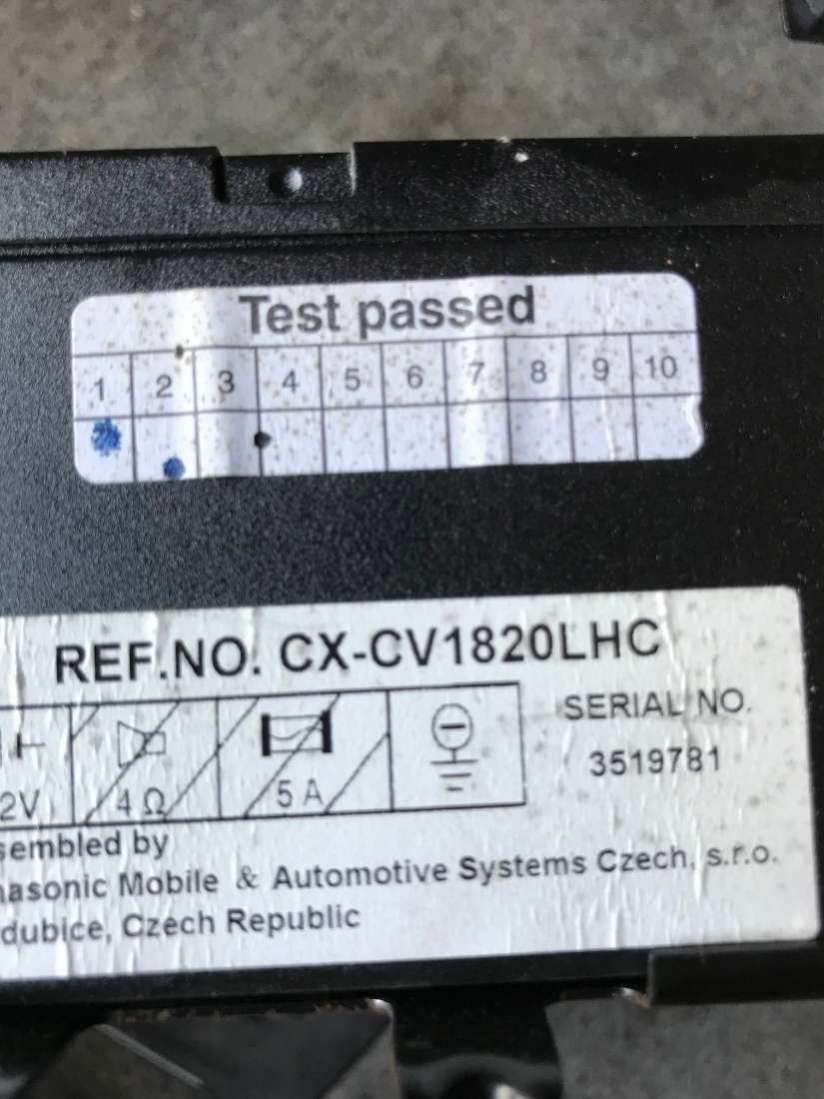 Test passed
1 2 3 4 5 6 7 8 9 10
REF.NO. CX-CV1820LHC
2V 4 Ω 5 A
SERIAL NO.
3519781
sembled by
nasonic Mobile & Automotive Systems Czech, s.r.o.
dubice, Czech Republic